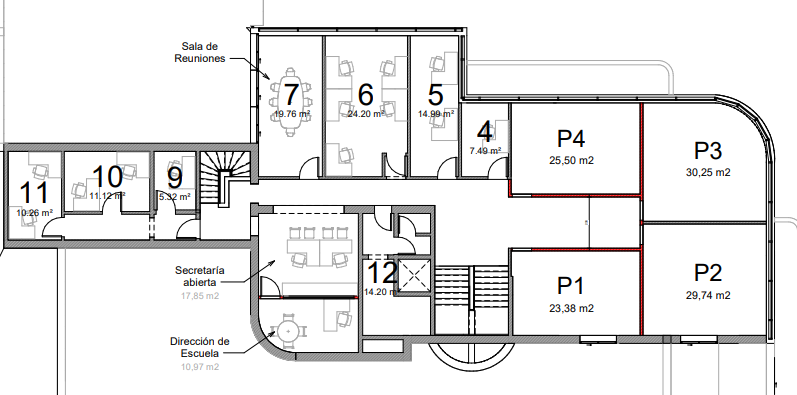 Sala de
Reuniones
7
19.76 m²
6
24.20 m²
5
14.99 m²
4
7.49 m²
P4
25,50 m2
P3
30,25 m2
11
10.26 m²
10
11.12 m²
9
5.32 m²
Secretaría
abierta
17,85 m2
12
14.20 m²
P1
23,38 m2
P2
29,74 m2
Dirección de
Escuela
10,97 m2